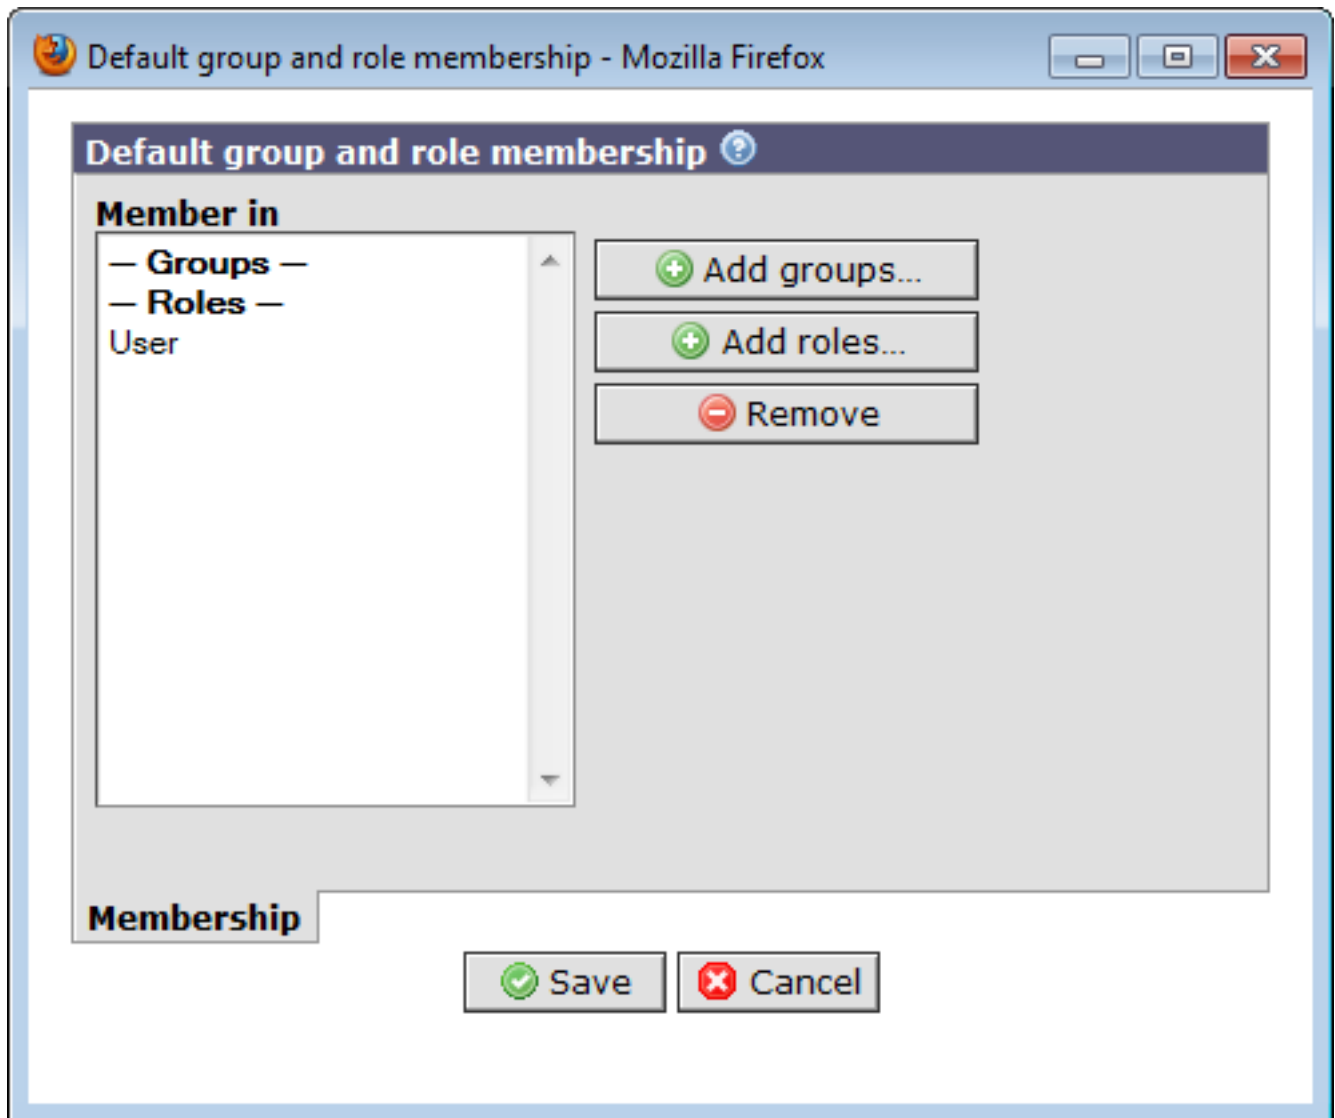 Default group and role membership - Mozilla Firefox
Default group and role membership ?
Member in
— Groups —
— Roles —
User
Add groups...
Add roles...
Remove
Membership
Save
Cancel